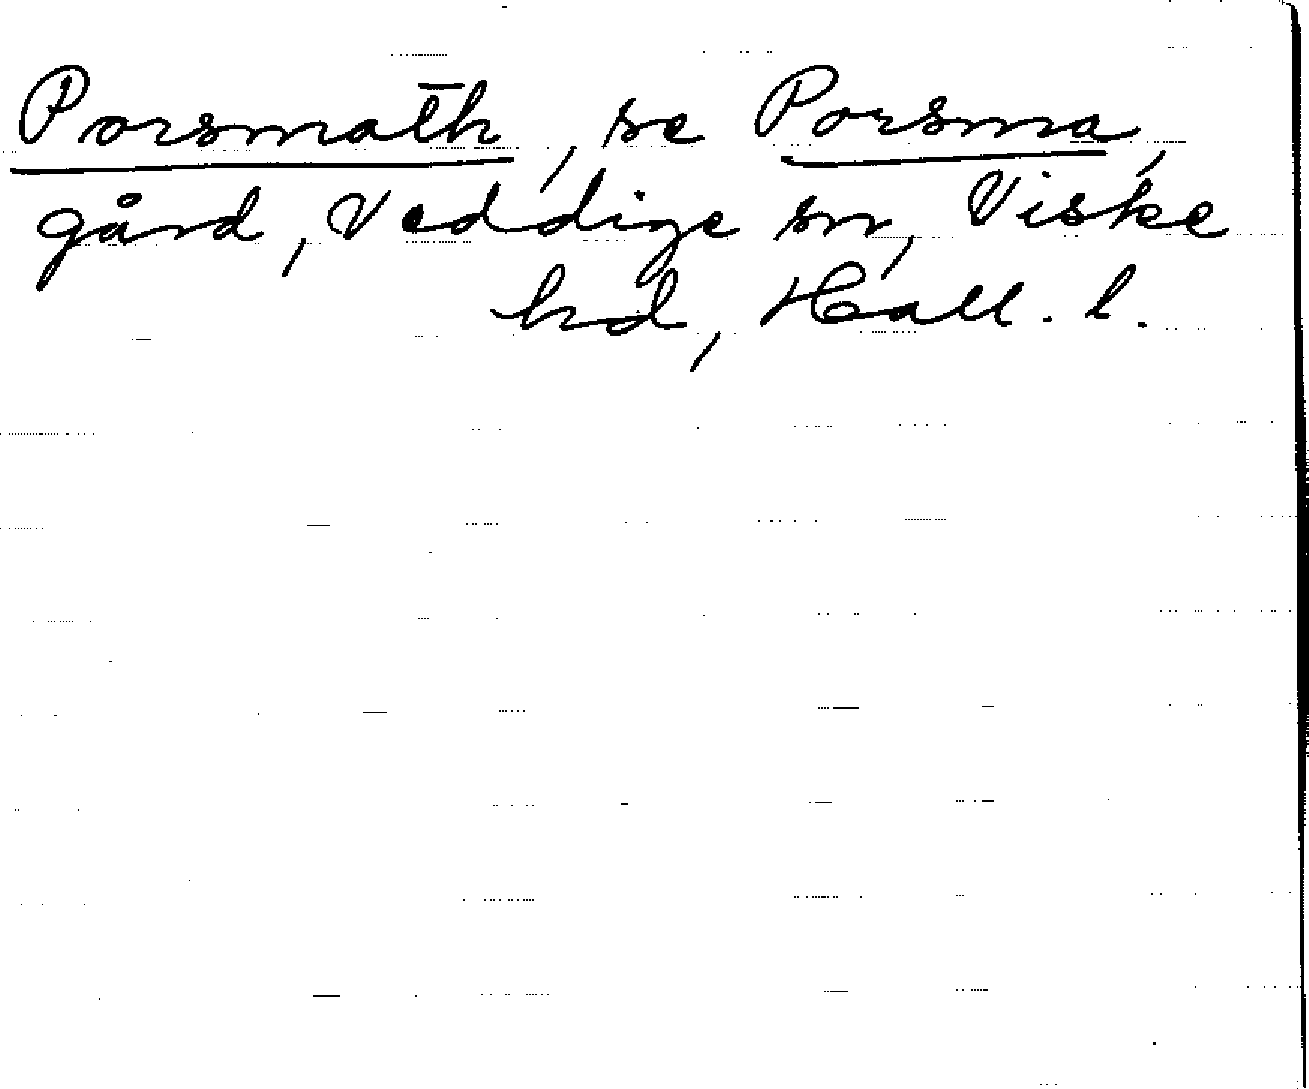 Porsmath, se Porsma,
gård, Veddige sn, Viske
hd, Hall. l.